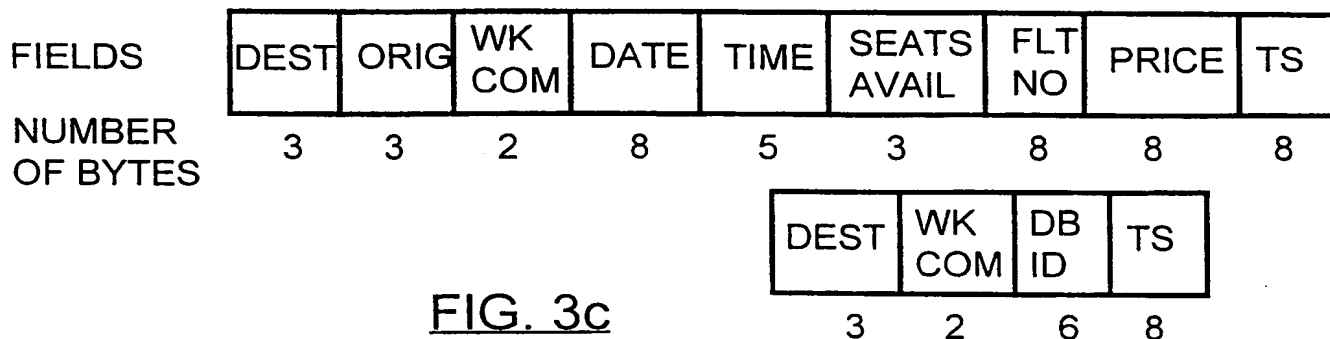 FIELDS DEST ORIG WK COM DATE TIME SEATS AVAIL FLT NO PRICE TS
NUMBER OF BYTES 3 3 2 8 5 3 8 8 8
DEST WK COM DB ID TS
3 2 6 8
FIG. 3c